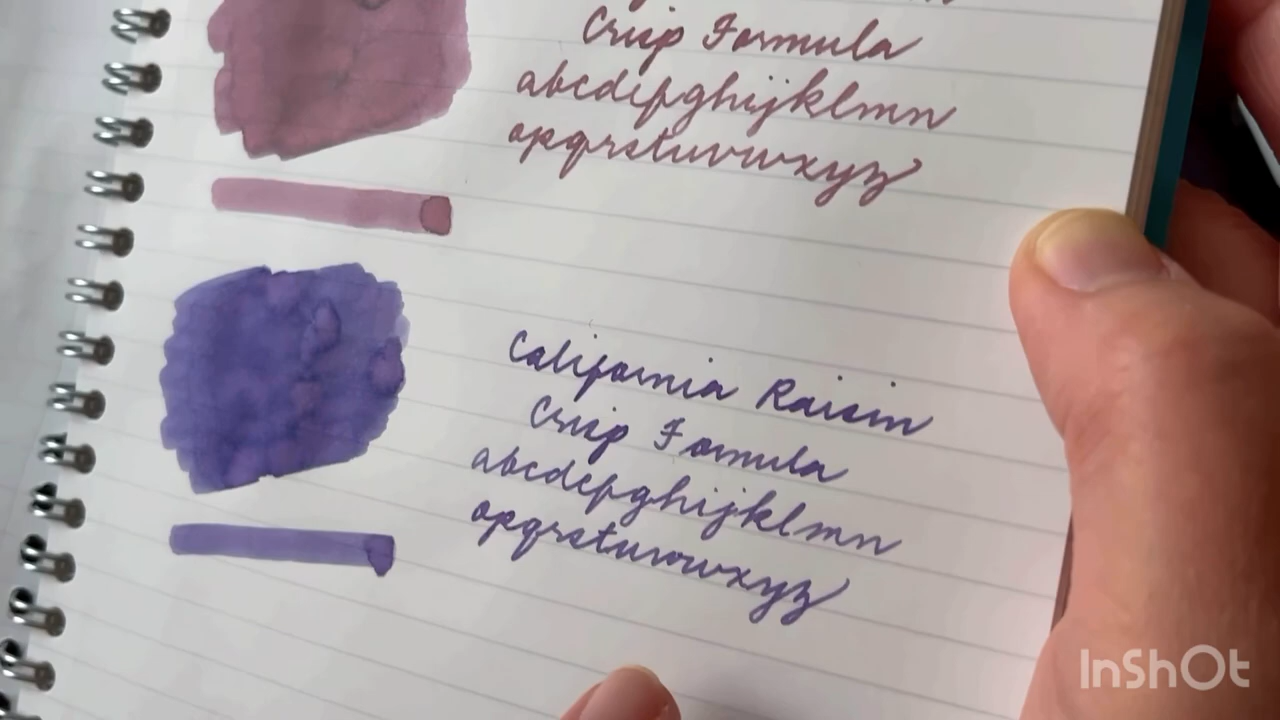 Crisp Formula
abcdefghijklmn
opqrstuvwxyz
California Raisin
Crisp Formula
abcdefghijklmn
opqrstuvwxyz
InShOt